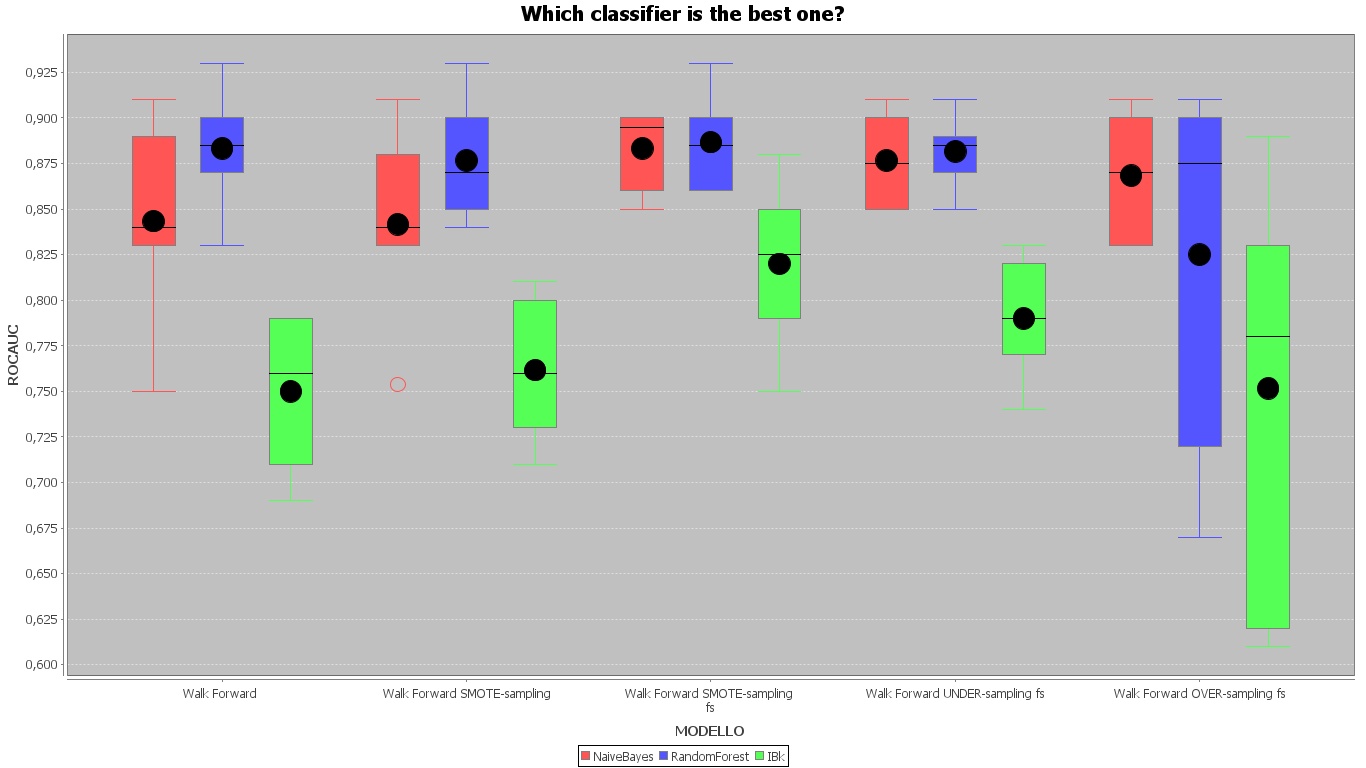 Which classifier is the best one?
0,925
0,900
0,875
0,850
0,825
0,800
0,775
0,750
0,725
0,700
0,675
0,650
0,625
0,600
ROCAUC
Walk Forward
Walk Forward SMOTE-sampling
Walk Forward SMOTE-sampling
fs
Walk Forward UNDER-sampling fs
Walk Forward OVER-sampling fs
MODELLO
NaiveBayes RandomForest IBk